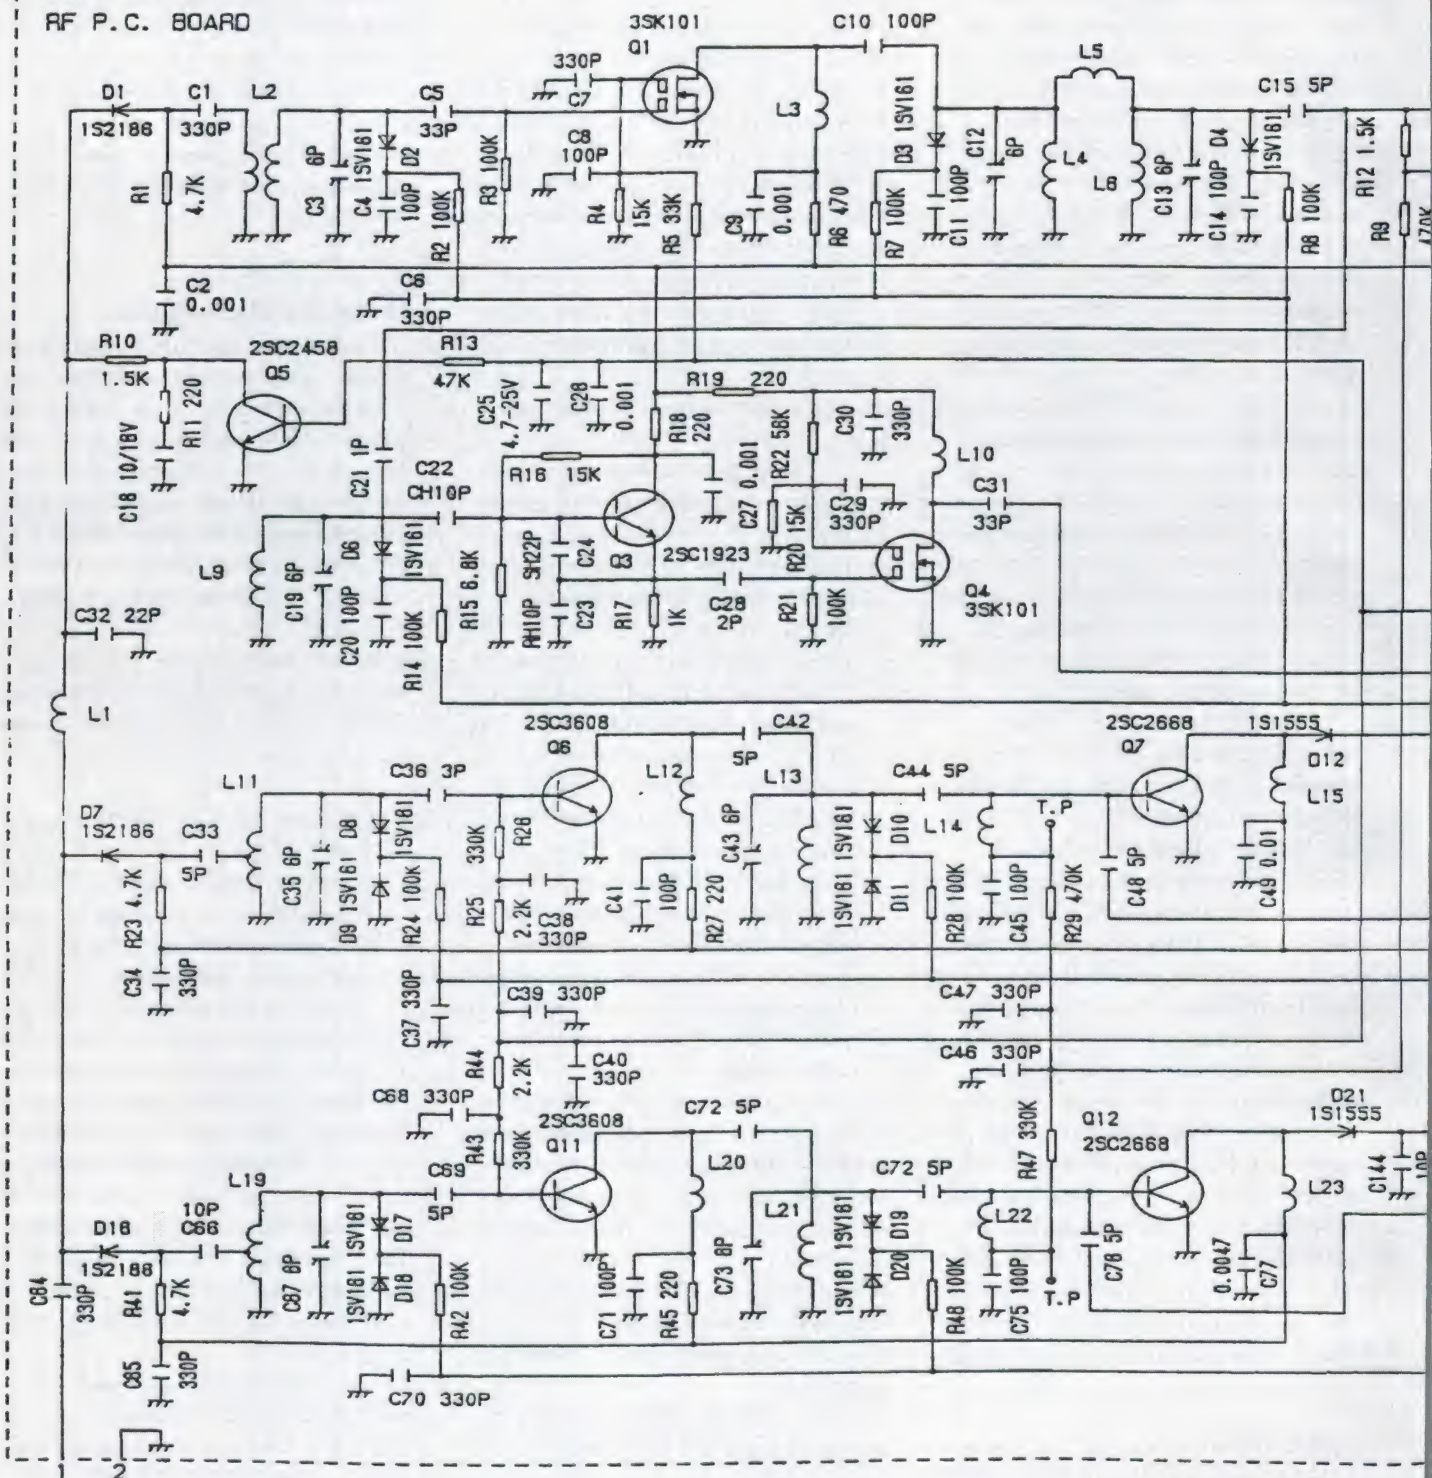 RF P.C. BOARD
3SK101
Q1
C10 100P
L5
330P
C7
D1
1S2186
C1
330P
L2
C5
33P
C8
100P
L3
D3 1SV161
C12
6P
L4
L6
C15 5P
R1
4.7K
C3
6P
1SV161
D2
C4
100P
R2 100K
R3 100K
R4
15K
R5 33K
C9
0.001
R6 470
R7 100K
C11 100P
C13 6P
C14 100P
D4
1SV161
R8 100K
R12 1.5K
R9
470K
C2
0.001
C6
330P
R10
1.5K
2SC2458
Q5
R13
47K
R11 220
C18 10/18V
C25
4.7-25V
C28
0.001
R19 220
R18
220
C30
330P
L10
R22 58K
C21 1P
C22
CH10P
R18 15K
C27 0.001
C29
330P
C31
33P
L9
C19 6P
D6
1SV161
C20 100P
R14 100K
R15 6.8K
SH22P
C24
RH10P
C23
Q3
2SC1923
R17
1K
C28
2P
R20
15K
R21
100K
Q4
3SK101
C32 22P
L1
2SC3608
Q6
C42
5P
2SC2668
Q7
1S1555
D12
L15
L11
C36 3P
L12
L13
C44 5P
T.P
D7
1S2186
C33
5P
R23 4.7K
C35 6P
D8
1SV161
D9 1SV161
R24 100K
330K
R26
R25
2.2K
C38
330P
C41
100P
R27 220
C43 6P
D10
1SV161
1SV161
D11
R28 100K
L14
C45 100P
R29 470K
C48 5P
C49 0.01
C34
330P
C37 330P
C39 330P
C47 330P
C46 330P
R44
2.2K
C40
330P
C68 330P
2SC3608
Q11
R43
330K
C72 5P
D21
1S1555
Q12
2SC2668
R47 330K
C144
10P
L19
C69
5P
L20
L21
C72 5P
L22
L23
10P
C66
D16
1S2188
C84
330P
R41
4.7K
C87 8P
1SV161
D17
1SV161
D18
R42 100K
C71 100P
R45 220
C73 8P
1SV161
D19
1SV161
D20
R48 100K
C75 100P
T.P
C78 5P
0.0047
C77
C85
330P
C70 330P
1 2